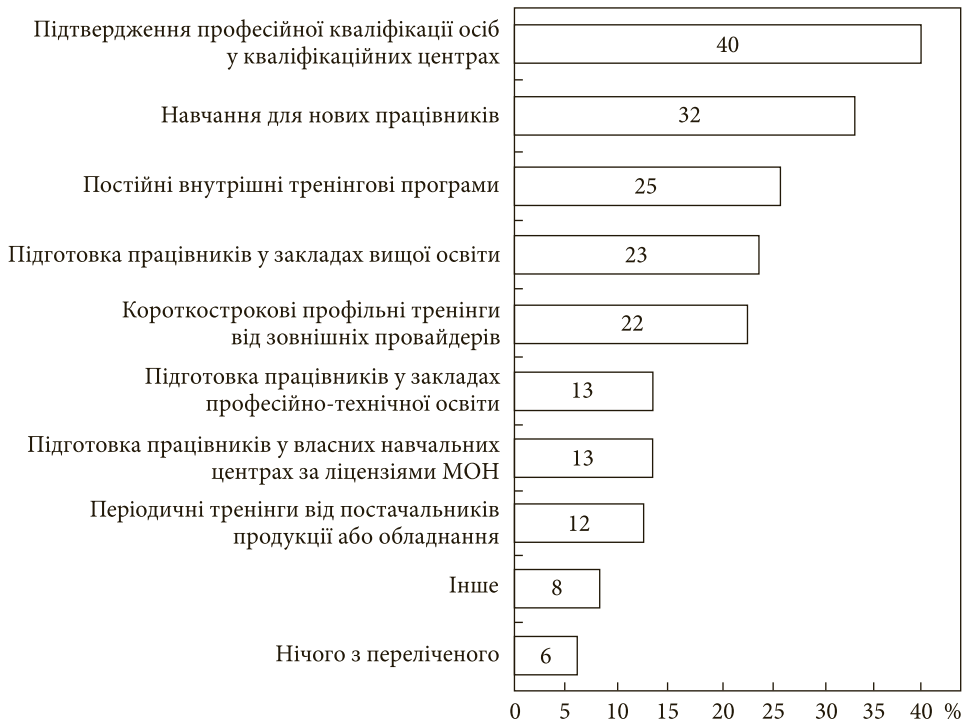 Підтвердження професійної кваліфікації осіб
у кваліфікаційних центрах
40
Навчання для нових працівників
32
Постійні внутрішні тренінгові програми
25
Підготовка працівників у закладах вищої освіти
23
Короткострокові профільні тренінги
від зовнішніх провайдерів
22
Підготовка працівників у закладах
професійно-технічної освіти
13
Підготовка працівників у власних навчальних
центрах за ліцензіями МОН
13
Періодичні тренінги від постачальників
продукції або обладнання
12
Інше
8
Нічого з переліченого
6
0 5 10 15 20 25 30 35 40 %